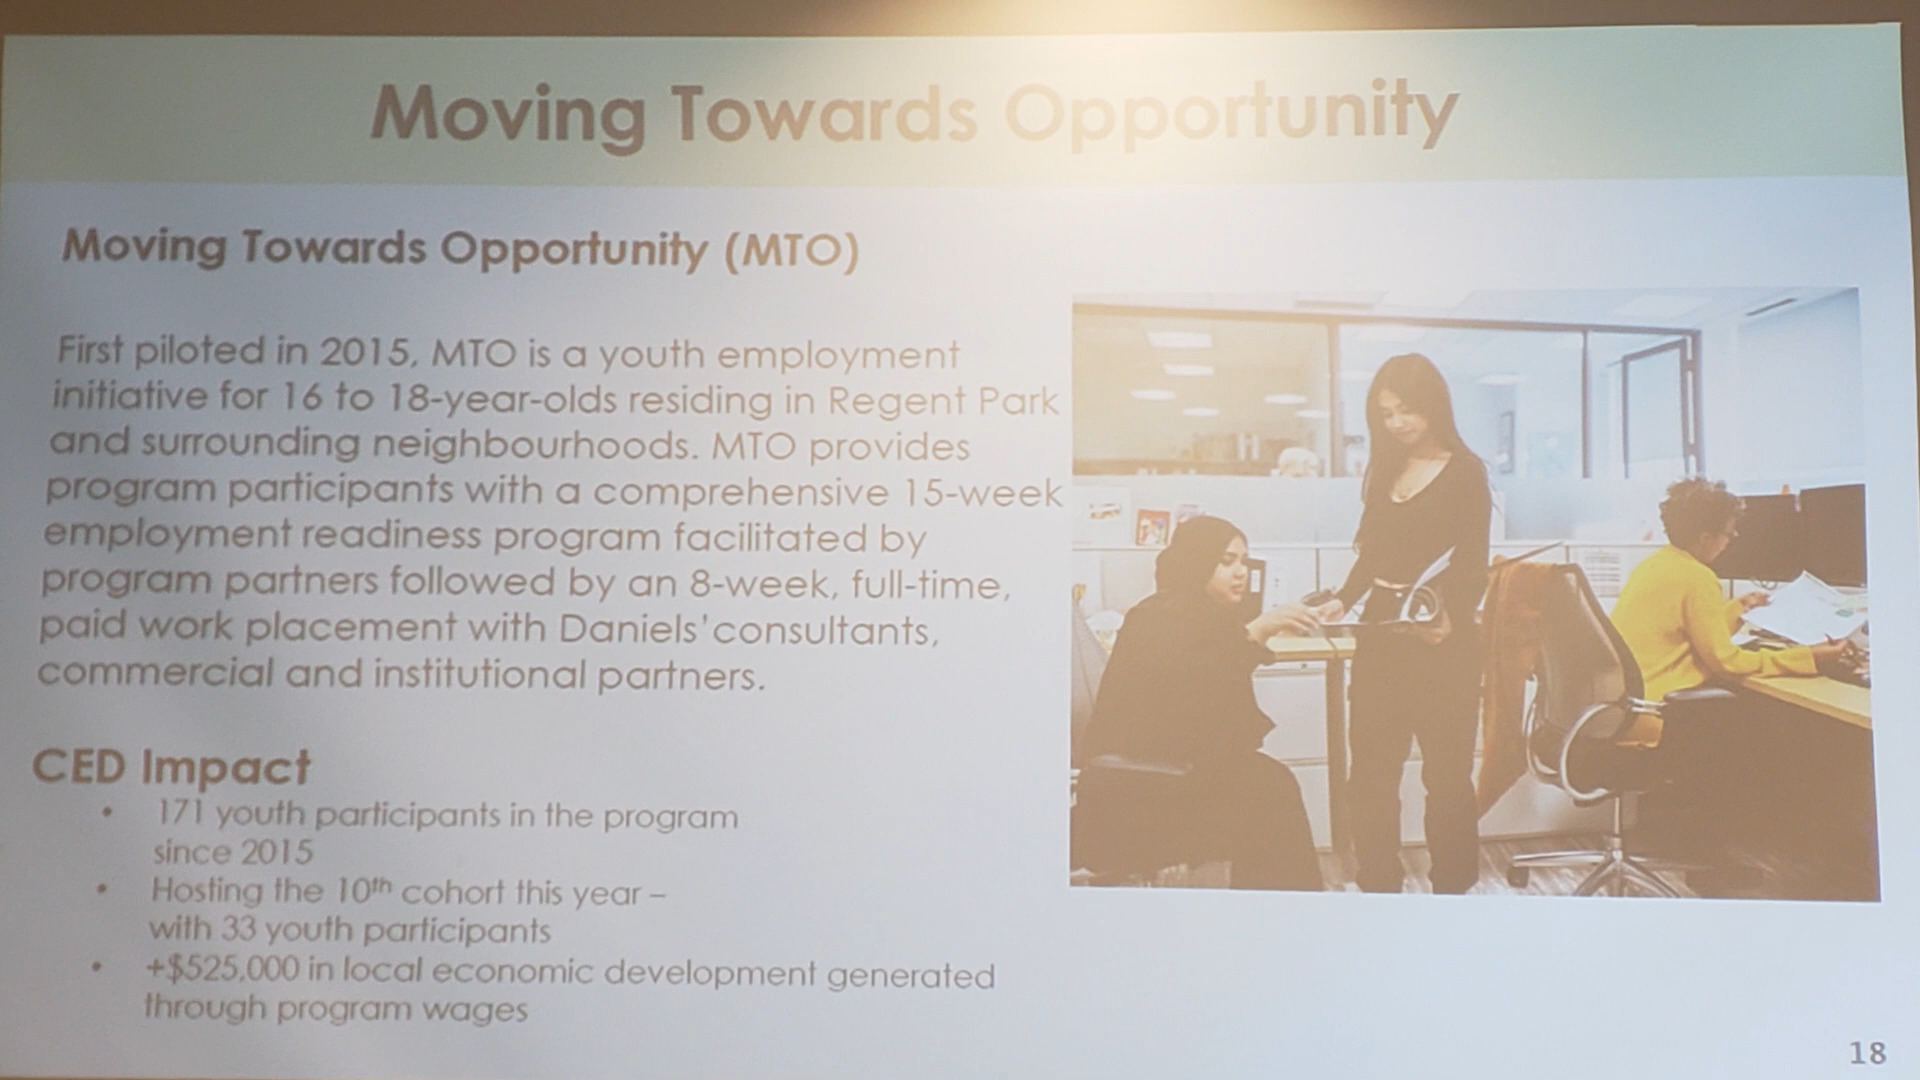 Moving Towards Opportunity
Moving Towards Opportunity (MTO)
First piloted in 2015, MTO is a youth employment
initiative for 16 to 18-year-olds residing in Regent Park
and surrounding neighbourhoods. MTO provides
program participants with a comprehensive 15-week
employment readiness program facilitated by
program partners followed by an 8-week, full-time,
paid work placement with Daniels' consultants,
commercial and institutional partners.
CED Impact
• 171 youth participants in the program
since 2015
• Hosting the 10th cohort this year –
with 33 youth participants
• +$525,000 in local economic development generated
through program wages
18